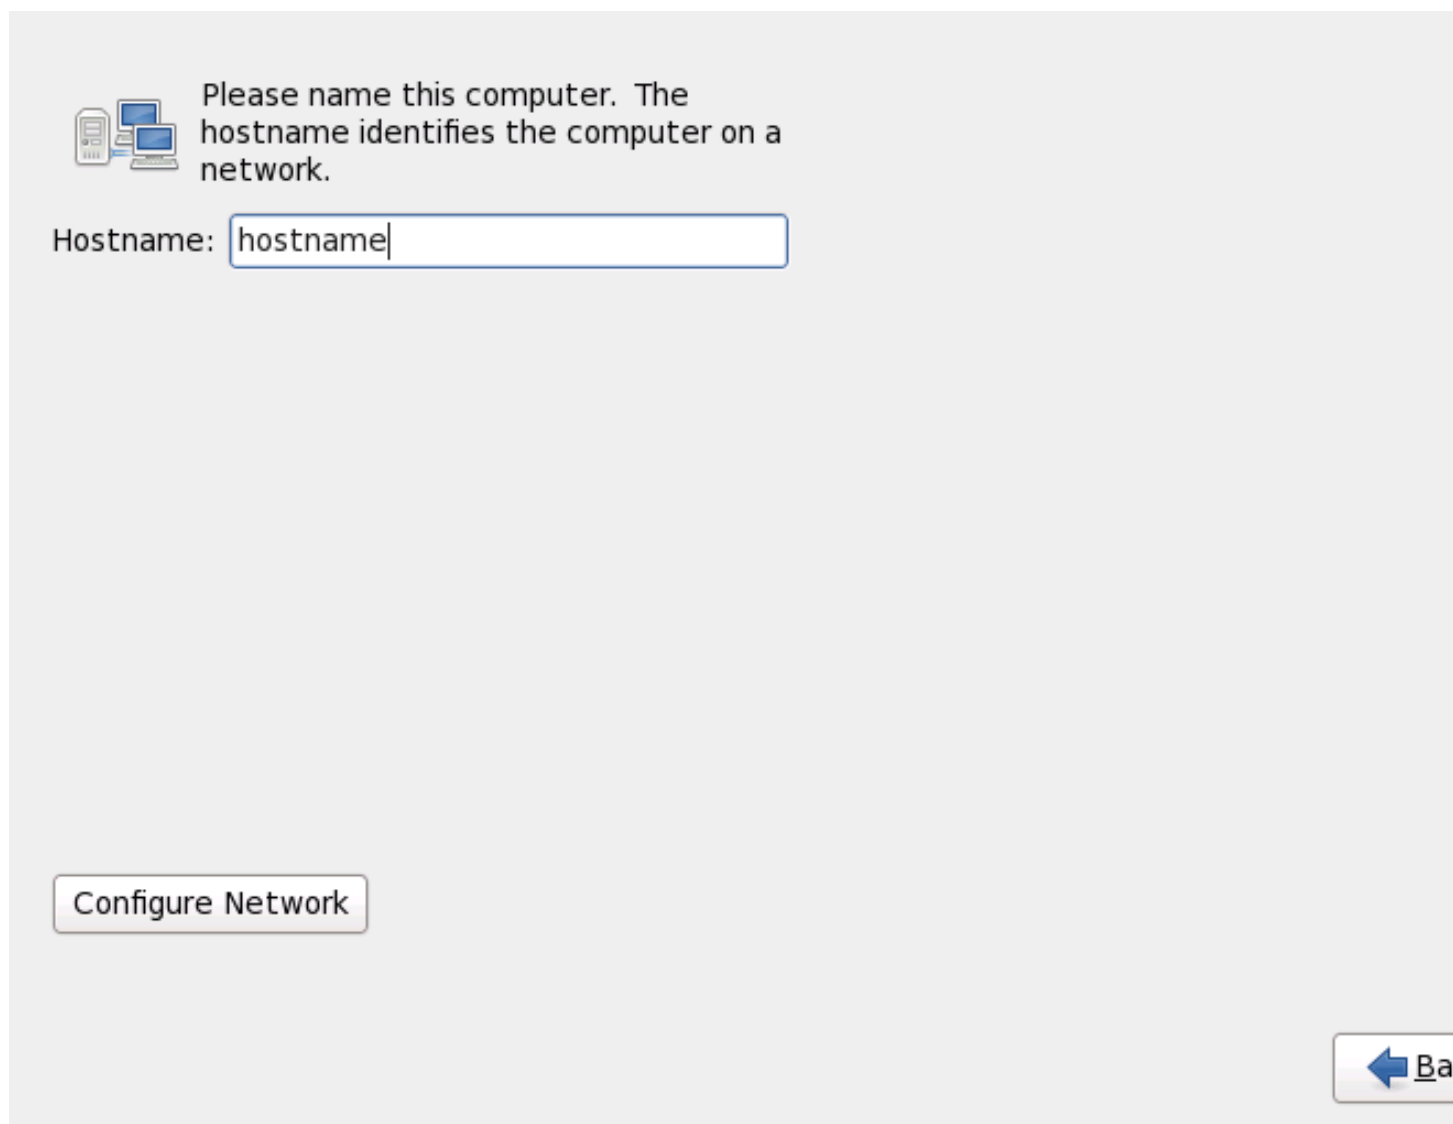 Please name this computer.  The
hostname identifies the computer on a
network.
Hostname: hostname
Configure Network
Ba